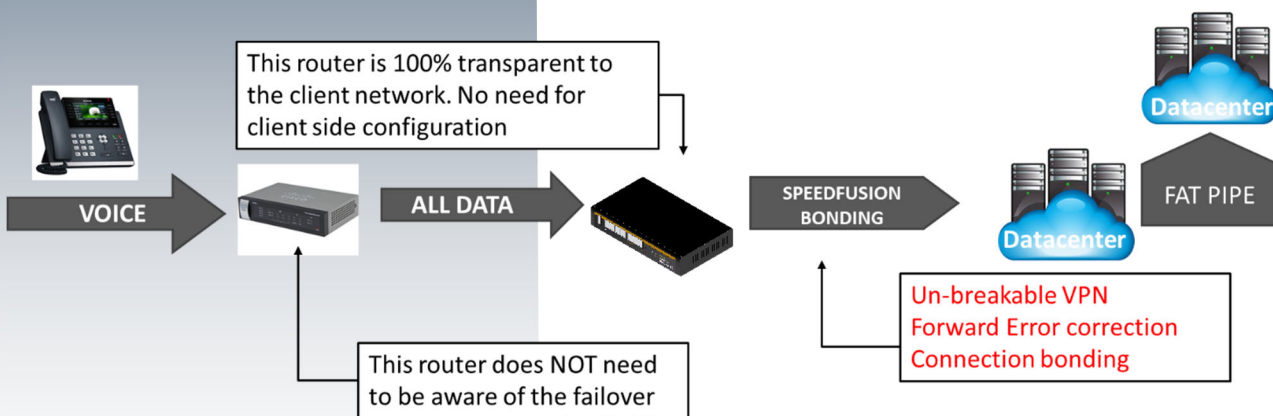 This router is 100% transparent to
the client network. No need for
client side configuration
Datacenter
VOICE
ALL DATA
SPEEDFUSION
BONDING
Datacenter
FAT PIPE
Un-breakable VPN
Forward Error correction
Connection bonding
This router does NOT need
to be aware of the failover